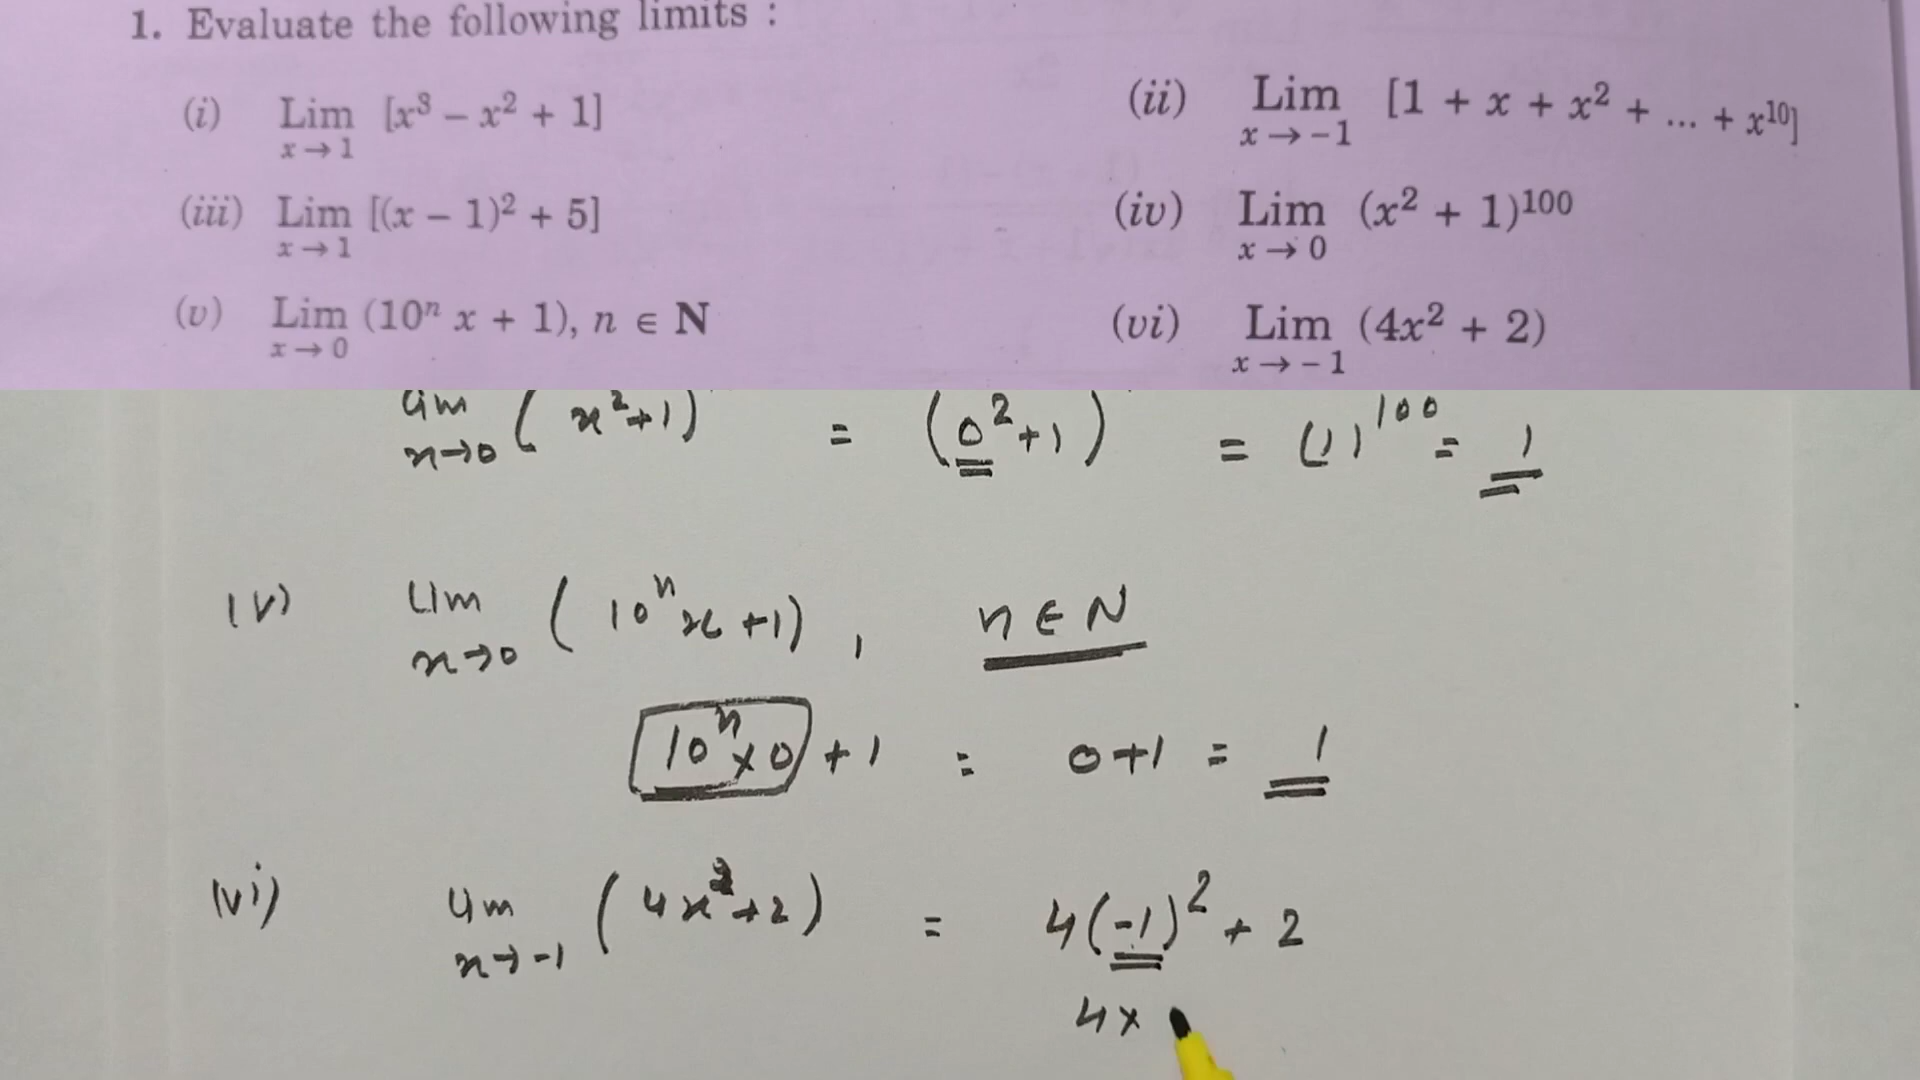 1. Evaluate the following limits :
(i) Lim x→1 [x³ – x² + 1]
(ii) Lim x→–1 [1 + x + x² + ... + x¹⁰]
(iii) Lim x→1 [(x – 1)² + 5]
(iv) Lim x→0 (x² + 1)¹⁰⁰
(v) Lim x→0 (10ⁿ x + 1), n ∈ N
(vi) Lim x→–1 (4x² + 2)
Lim x→0 (x²+1) = (0²+1) = (1)¹⁰⁰ = 1
(v) Lim x→0 (10ⁿx+1), n∈N
10ⁿ×0 + 1 = 0+1 = 1
(vi) Lim x→-1 (4x²+2) = 4(-1)² + 2
4×